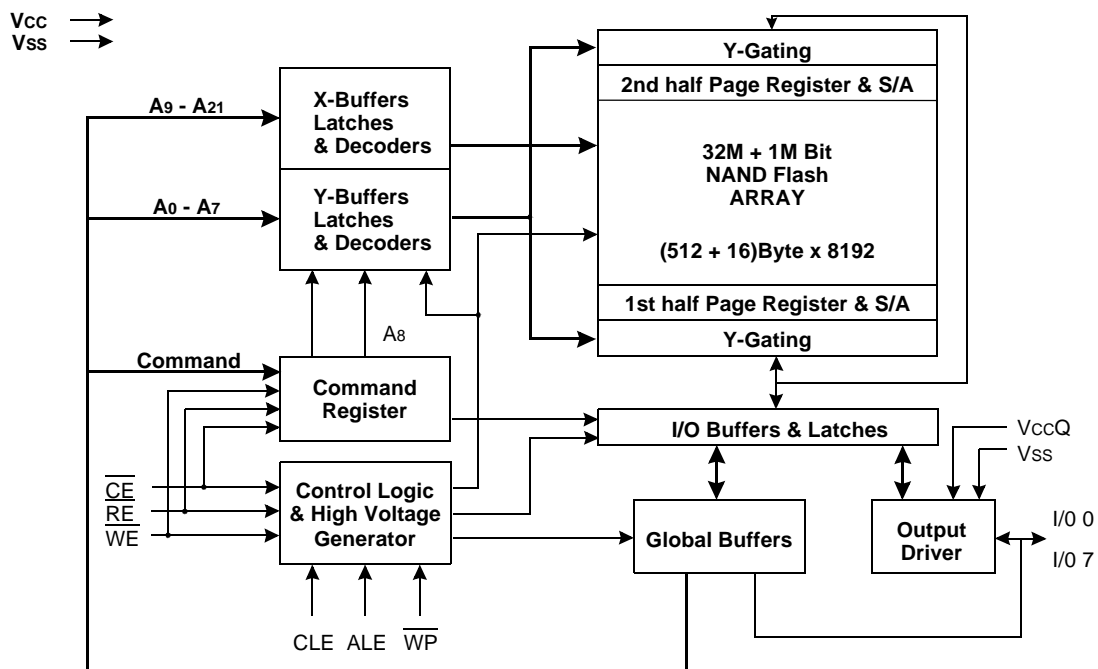 VCC
VSS
A9 - A21
X-Buffers
Latches
& Decoders
A0 - A7
Y-Buffers
Latches
& Decoders
Y-Gating
2nd half Page Register & S/A
32M + 1M Bit
NAND Flash
ARRAY
(512 + 16)Byte x 8192
1st half Page Register & S/A
Y-Gating
A8
Command
Command
Register
I/O Buffers & Latches
VCCQ
VSS
CE
RE
WE
Control Logic
& High Voltage
Generator
Global Buffers
Output
Driver
I/0 0
I/0 7
CLE
ALE
WP